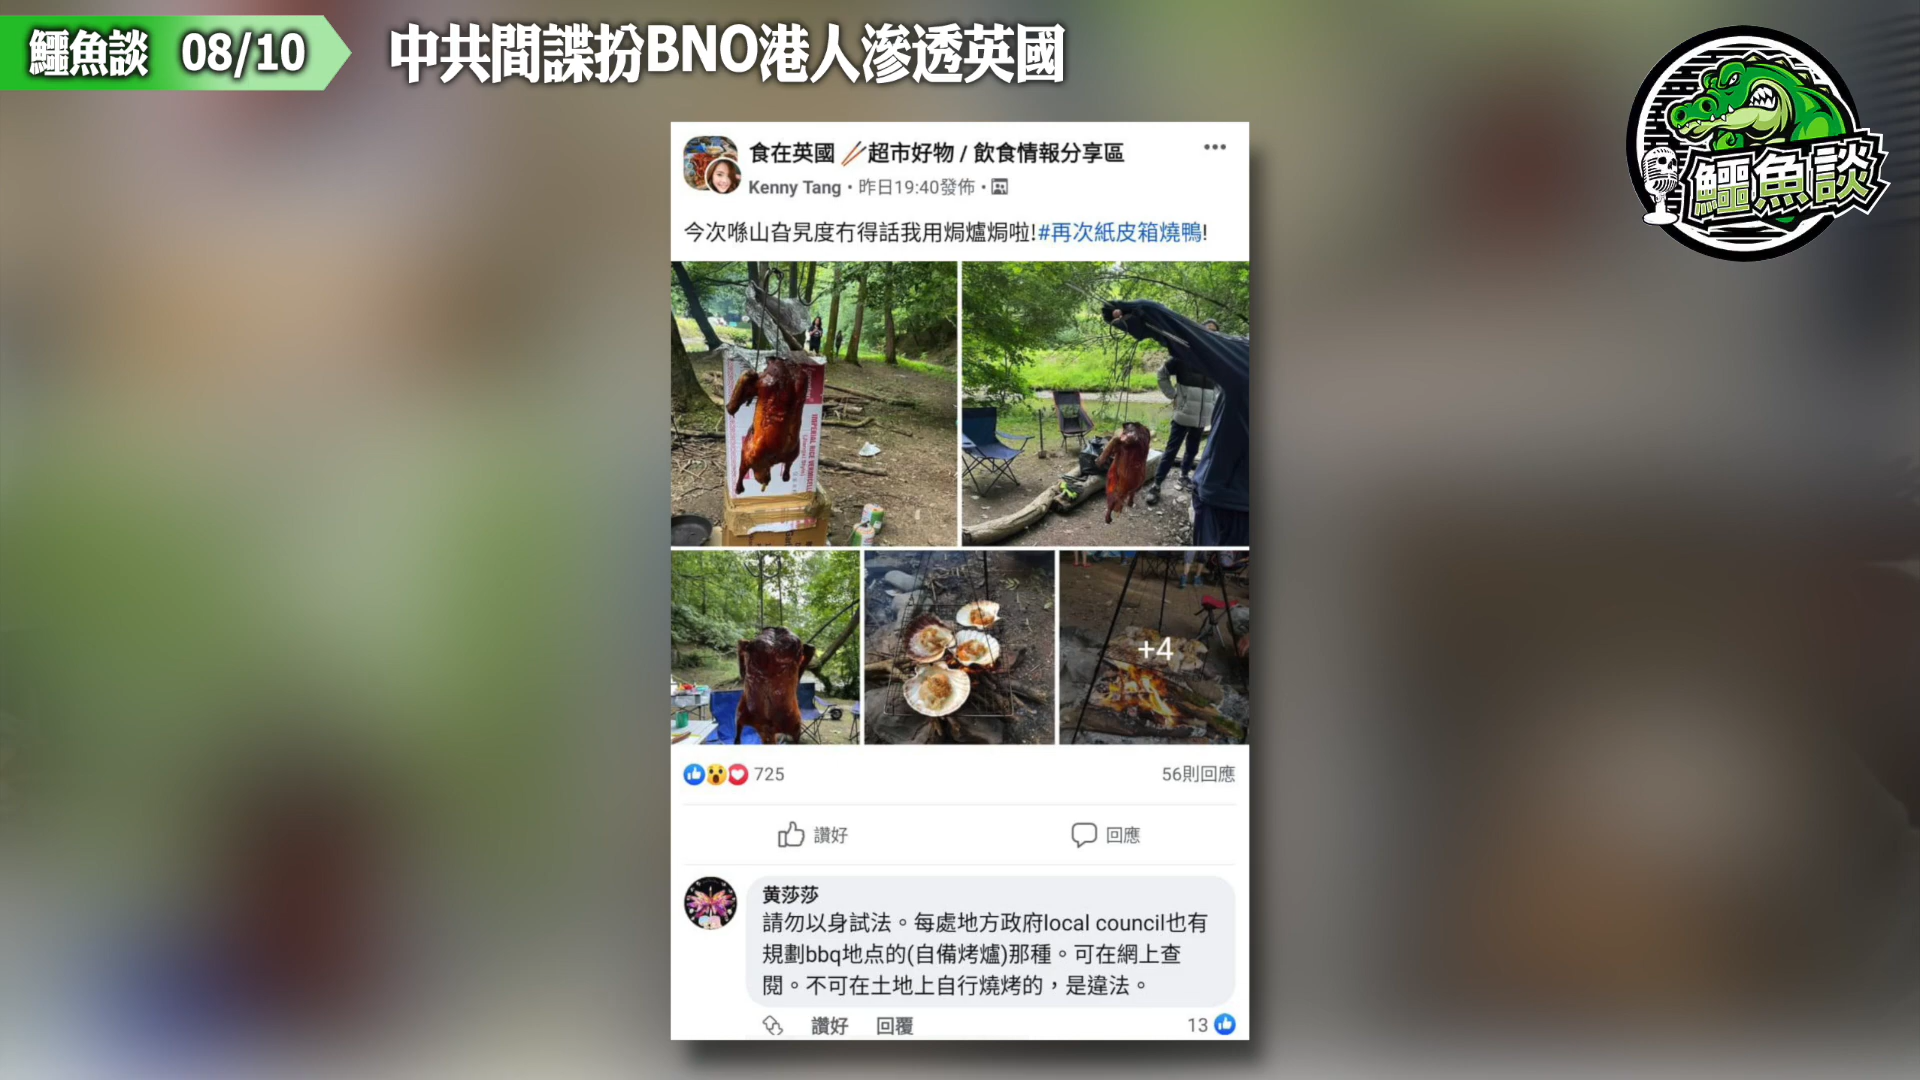 鱷魚談 08/10 中共間諜扮BNO港人滲透英國
鱷魚談
食在英國🥢超市好物 / 飲食情報分享區
Kenny Tang · 昨日19:40發佈 ·
今次喺山旮旯度冇得話我用焗爐焗啦!#再次紙皮箱燒鴨!
IMPERIAL RICE VERMICELLI
+4
725
56則回應
讚好
回應
黄莎莎
請勿以身試法。每處地方政府local council也有
規劃bbq地点的(自備烤爐)那種。可在網上查
閱。不可在土地上自行燒烤的，是違法。
讚好 回覆 13